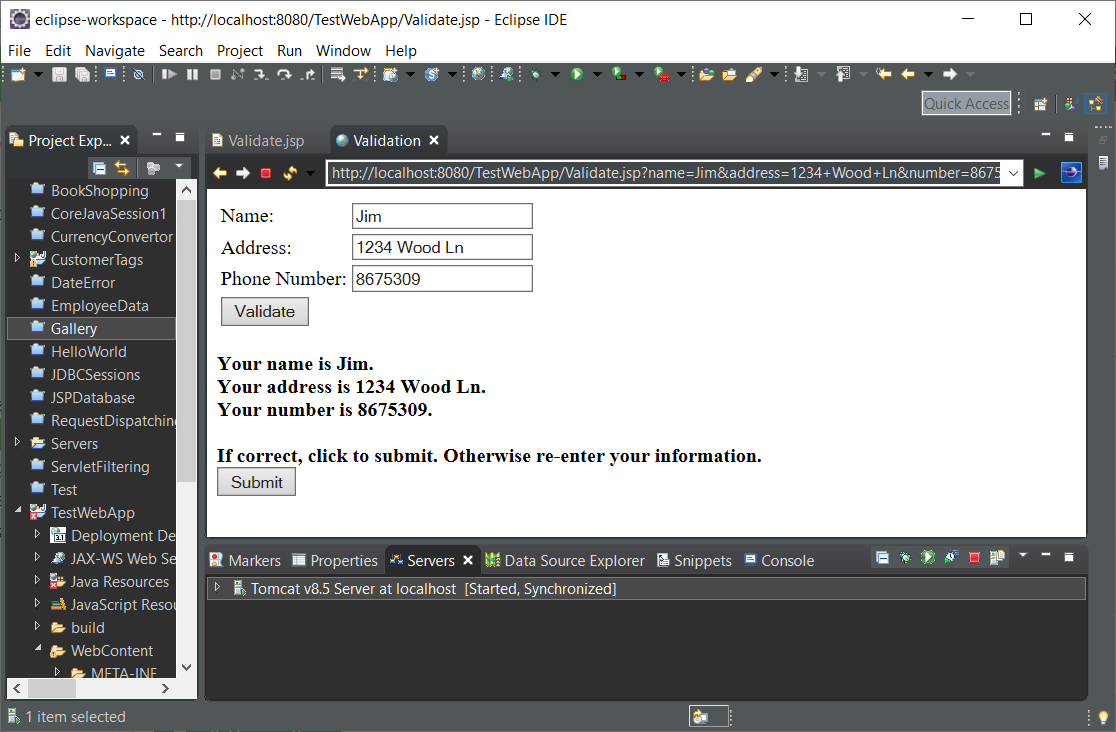 eclipse-workspace - http://localhost:8080/TestWebApp/Validate.jsp - Eclipse IDE
File Edit Navigate Search Project Run Window Help
Quick Access
Project Exp...
BookShopping
CoreJavaSession1
CurrencyConvertor
CustomerTags
DateError
EmployeeData
Gallery
HelloWorld
JDBCSessions
JSPDatabase
RequestDispatching
Servers
ServletFiltering
Test
TestWebApp
Deployment De
JAX-WS Web Se
Java Resources
JavaScript Resou
build
WebContent
META-INF
Validate.jsp Validation
http://localhost:8080/TestWebApp/Validate.jsp?name=Jim&address=1234+Wood+Ln&number=8675
Name: Jim
Address: 1234 Wood Ln
Phone Number: 8675309
Validate
Your name is Jim.
Your address is 1234 Wood Ln.
Your number is 8675309.
If correct, click to submit. Otherwise re-enter your information.
Submit
Markers Properties Servers Data Source Explorer Snippets Console
Tomcat v8.5 Server at localhost [Started, Synchronized]
1 item selected